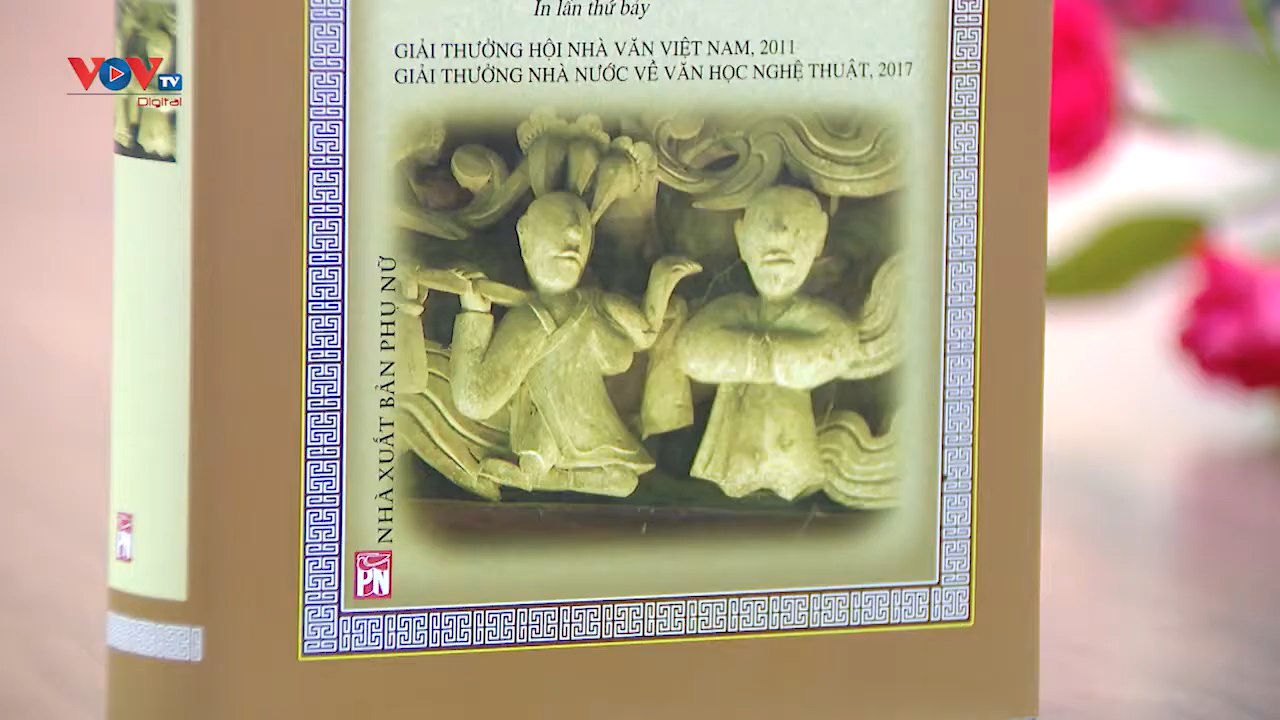 In lần thứ bảy
GIẢI THƯỞNG HỘI NHÀ VĂN VIỆT NAM, 2011
GIẢI THƯỞNG NHÀ NƯỚC VỀ VĂN HỌC NGHỆ THUẬT, 2017
VOV TV
Digital
NHÀ XUẤT BẢN PHỤ NỮ
PN
PN